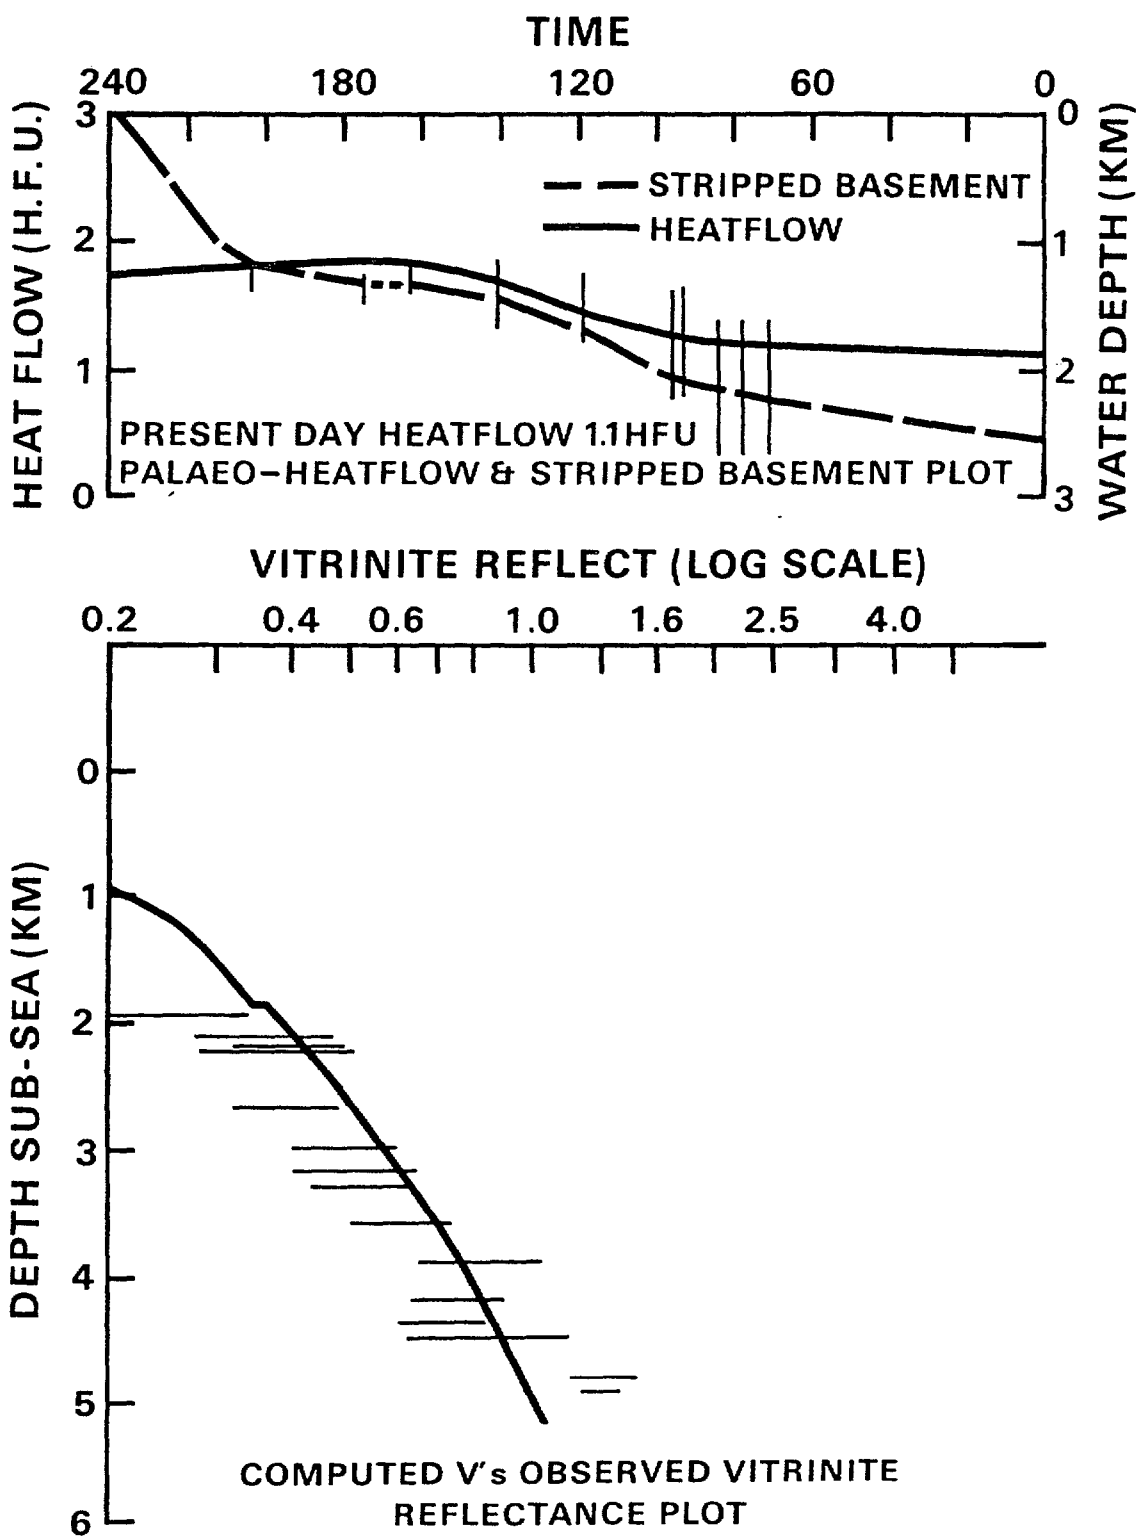 TIME
240 180 120 60 0
HEAT FLOW (H.F.U.)
3
2
1
0
WATER DEPTH (KM)
0
1
2
3
STRIPPED BASEMENT
HEATFLOW
PRESENT DAY HEATFLOW 1.1HFU
PALAEO-HEATFLOW & STRIPPED BASEMENT PLOT
VITRINITE REFLECT (LOG SCALE)
0.2 0.4 0.6 1.0 1.6 2.5 4.0
DEPTH SUB-SEA (KM)
0
1
2
3
4
5
6
COMPUTED V's OBSERVED VITRINITE
REFLECTANCE PLOT